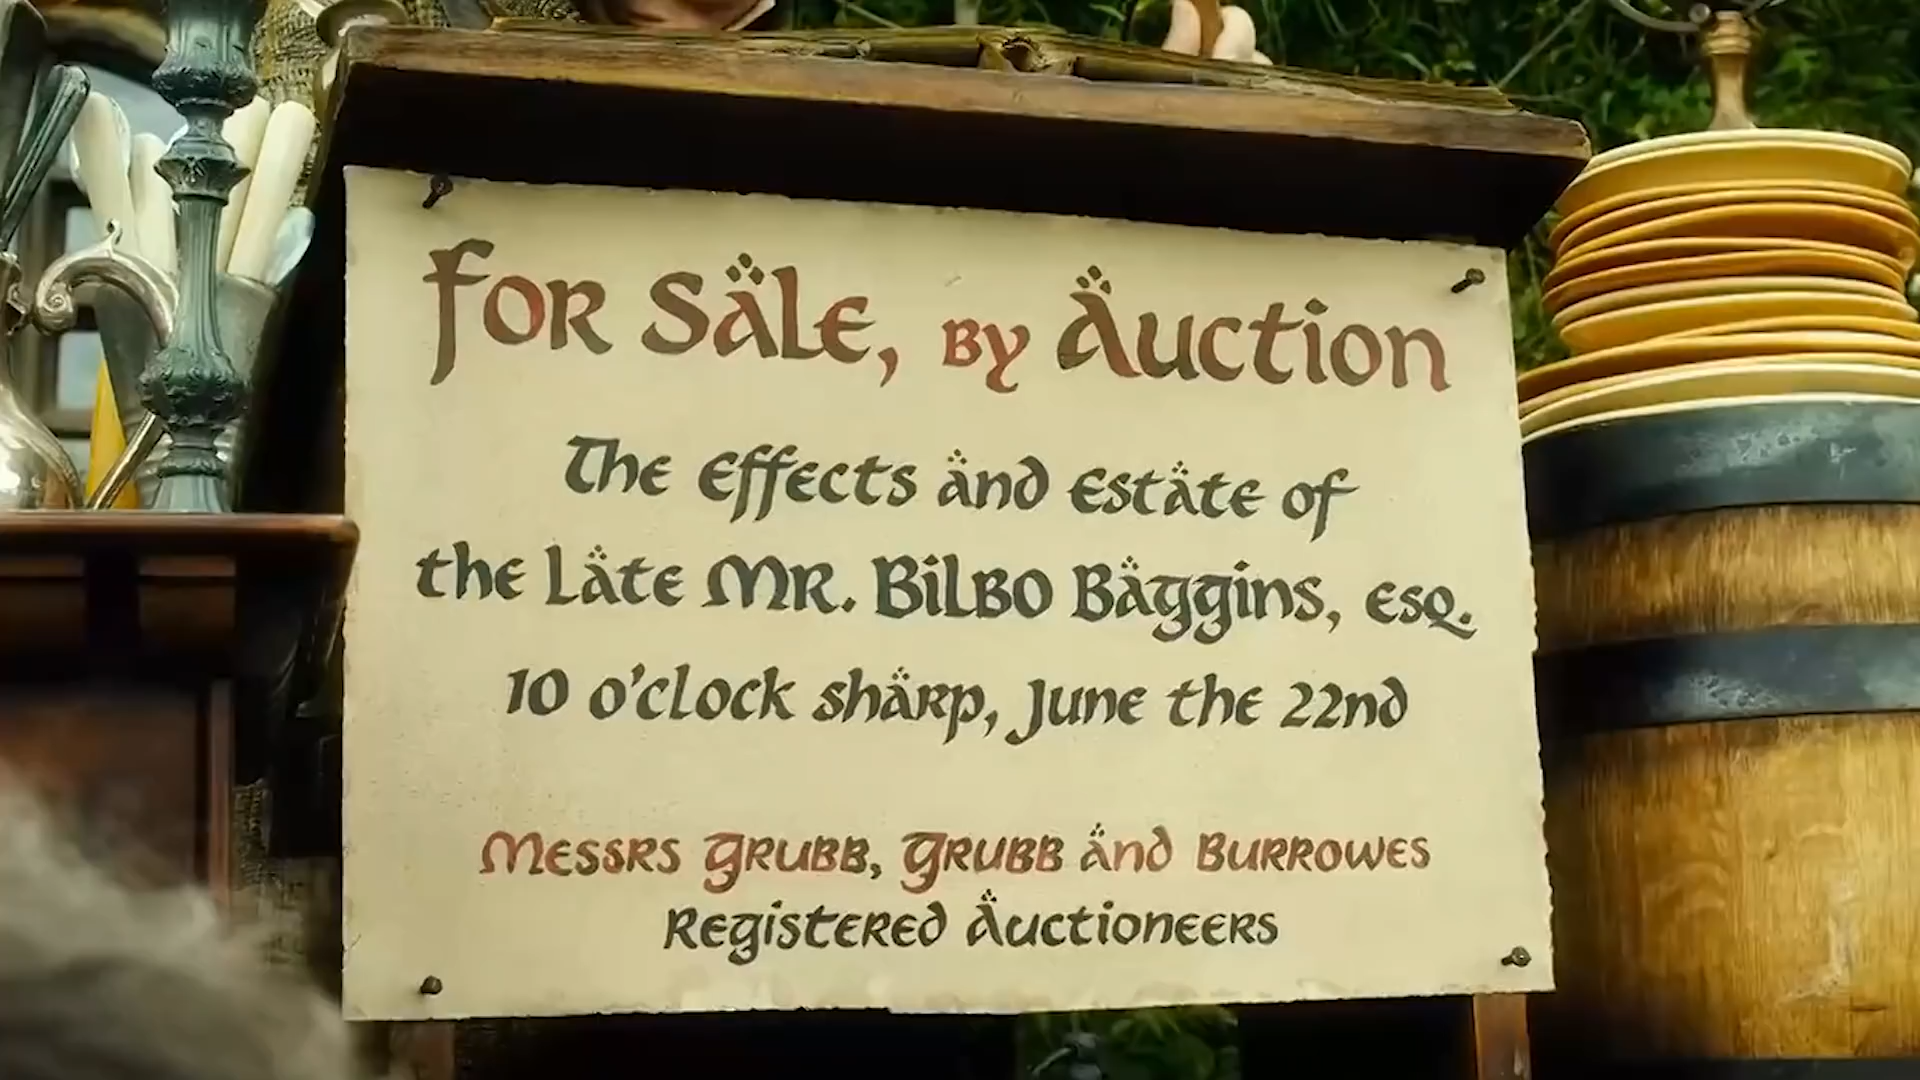 For Sale, by Auction
The Effects and Estate of
the Late Mr. Bilbo Baggins, Esq.
10 o'clock sharp, June the 22nd
Messrs Grubb, Grubb and Burrowes
Registered Auctioneers